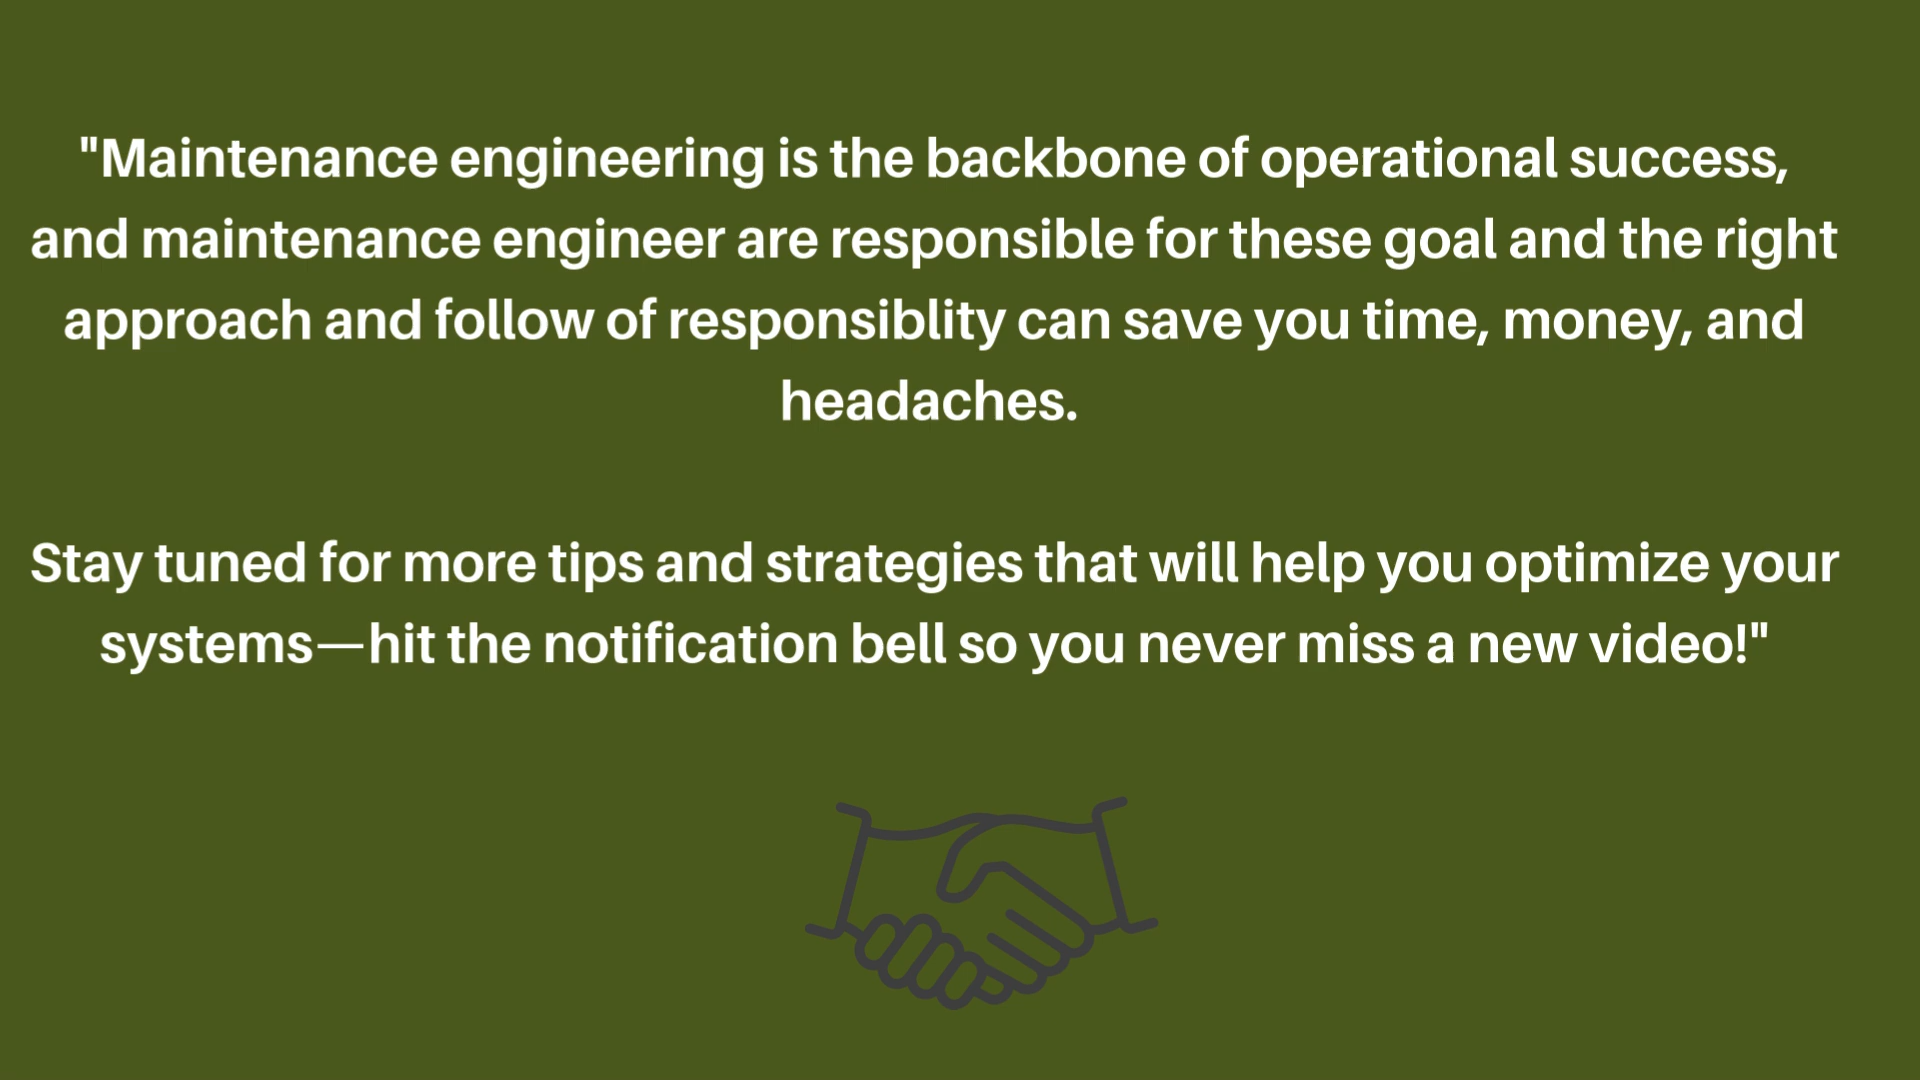 "Maintenance engineering is the backbone of operational success,
and maintenance engineer are responsible for these goal and the right
approach and follow of responsiblity can save you time, money, and
headaches.
Stay tuned for more tips and strategies that will help you optimize your
systems—hit the notification bell so you never miss a new video!"